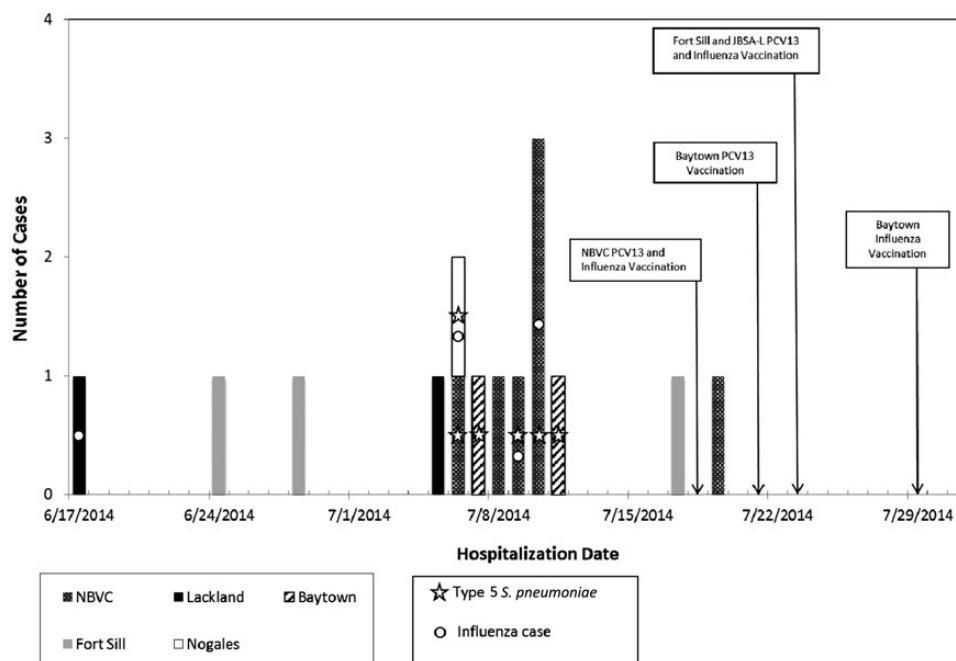 4
3
2
1
0
Number of Cases
Fort Sill and JBSA-L PCV13
and Influenza Vaccination
Baytown PCV13
Vaccination
NBVC PCV13 and
Influenza Vaccination
Baytown
Influenza
Vaccination
6/17/2014 6/24/2014 7/1/2014 7/8/2014 7/15/2014 7/22/2014 7/29/2014
Hospitalization Date
NBVC Lackland Baytown
Fort Sill Nogales
Type 5 S. pneumoniae
Influenza case